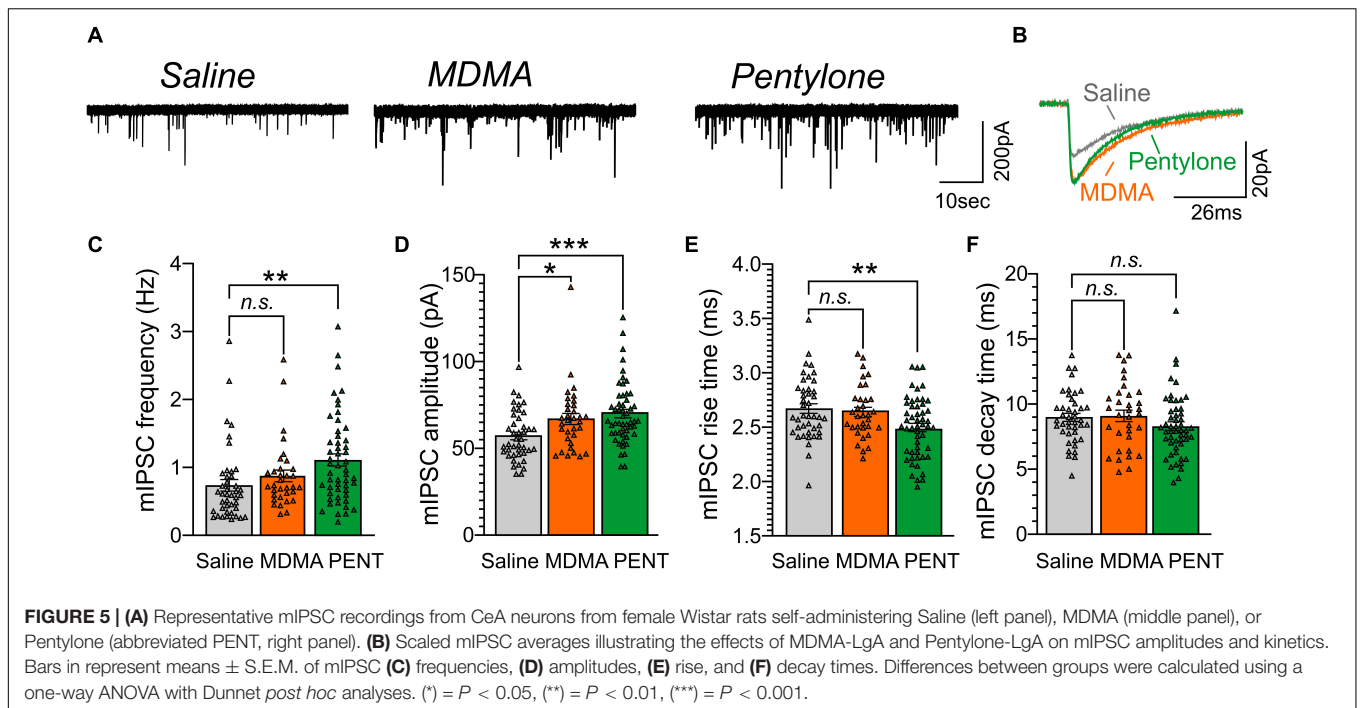 A
B
Saline
MDMA
Pentylone
200pA
10sec
Saline
Pentylone
MDMA
20pA
26ms
C
mIPSC frequency (Hz)
4
3
2
1
0
**
n.s.
Saline MDMA PENT
D
mIPSC amplitude (pA)
150
100
50
0
***
*
Saline MDMA PENT
E
mIPSC rise time (ms)
4.0
3.5
3.0
2.5
2.0
1.5
**
n.s.
Saline MDMA PENT
F
mIPSC decay time (ms)
20
15
10
5
0
n.s.
n.s.
Saline MDMA PENT
FIGURE 5 | (A) Representative mIPSC recordings from CeA neurons from female Wistar rats self-administering Saline (left panel), MDMA (middle panel), or
Pentylone (abbreviated PENT, right panel). (B) Scaled mIPSC averages illustrating the effects of MDMA-LgA and Pentylone-LgA on mIPSC amplitudes and kinetics.
Bars in represent means ± S.E.M. of mIPSC (C) frequencies, (D) amplitudes, (E) rise, and (F) decay times. Differences between groups were calculated using a
one-way ANOVA with Dunnet post hoc analyses. (*) = P < 0.05, (**) = P < 0.01, (***) = P < 0.001.